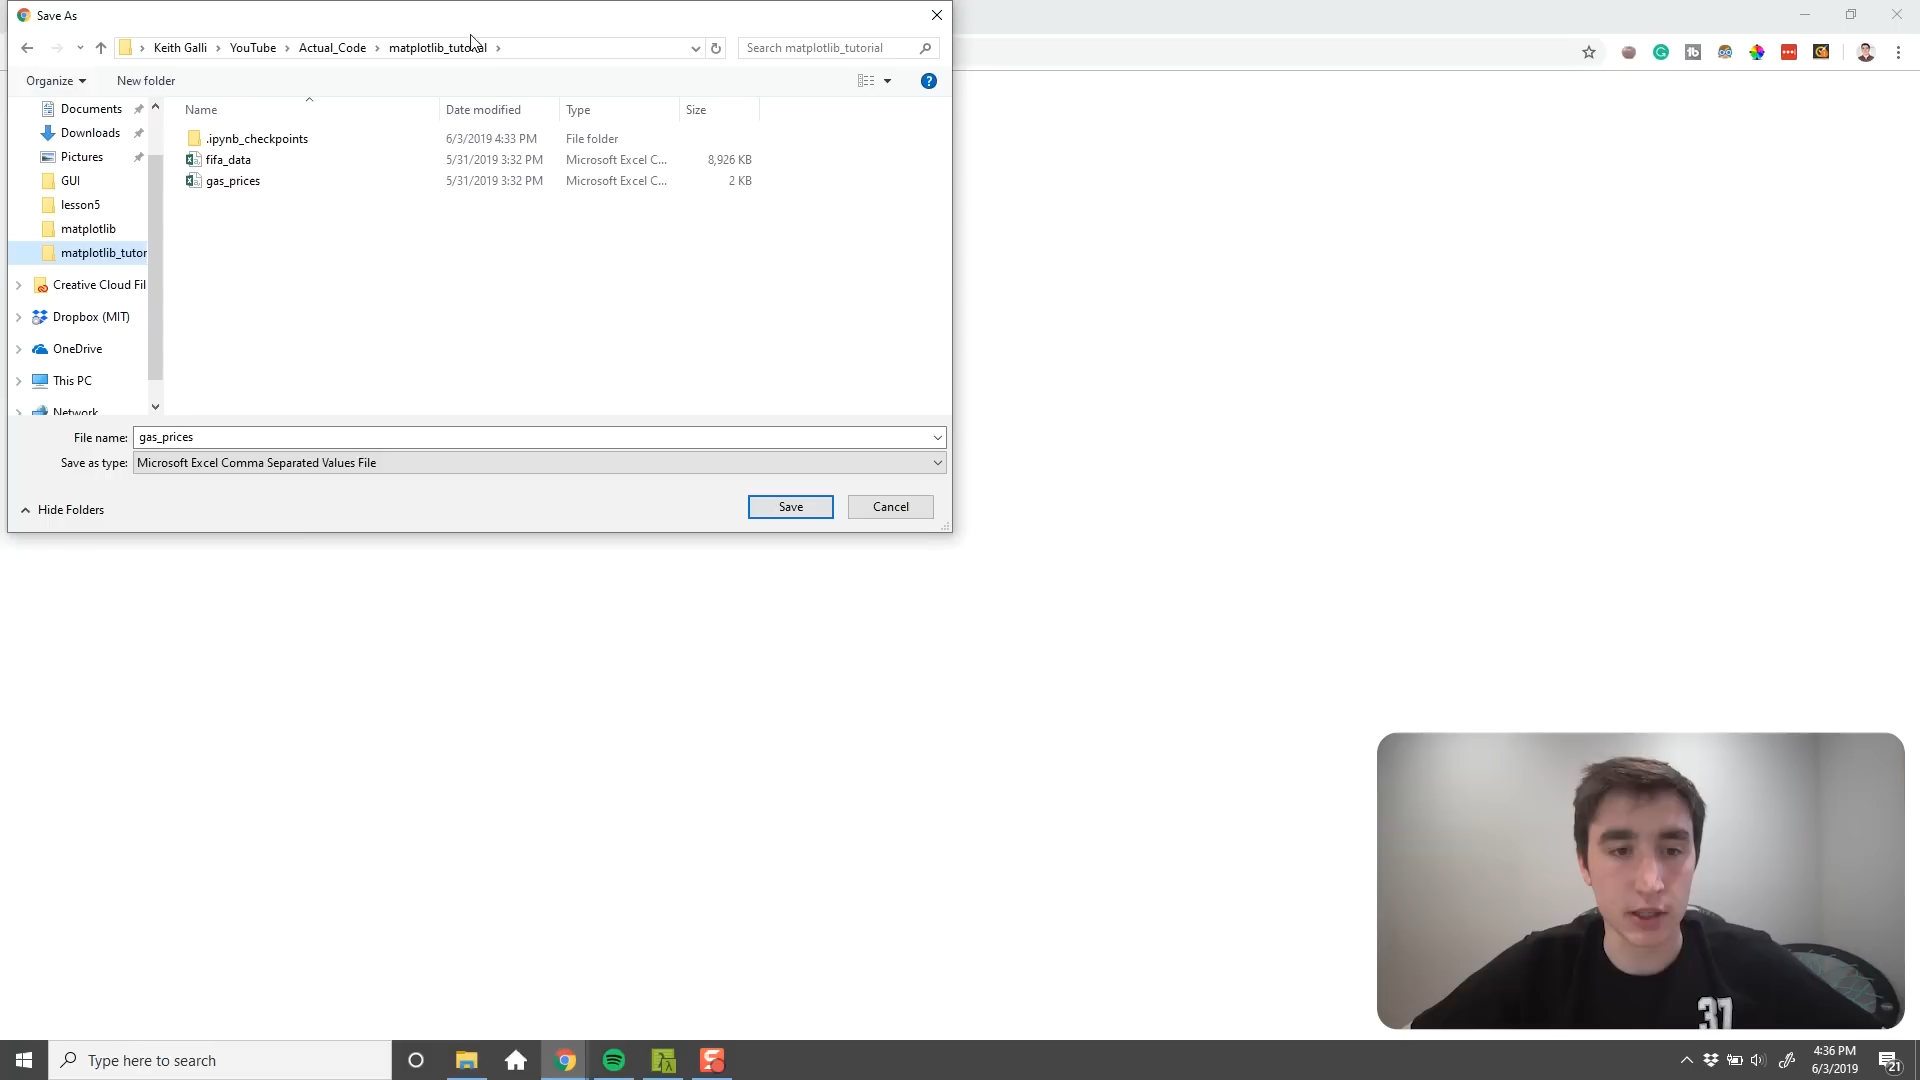 Save As
Keith Galli > YouTube > Actual_Code > matplotlib_tutorial >
Search matplotlib_tutorial
Organize
New folder
Name
Date modified
Type
Size
Documents
Downloads
Pictures
GUI
lesson5
matplotlib
matplotlib_tutor
Creative Cloud Fil
Dropbox (MIT)
OneDrive
This PC
Network
.ipynb_checkpoints 6/3/2019 4:33 PM File folder
fifa_data 5/31/2019 3:32 PM Microsoft Excel C... 8,926 KB
gas_prices 5/31/2019 3:32 PM Microsoft Excel C... 2 KB
File name: gas_prices
Save as type: Microsoft Excel Comma Separated Values File
Hide Folders
Save
Cancel
37
Type here to search
4:36 PM
6/3/2019
21